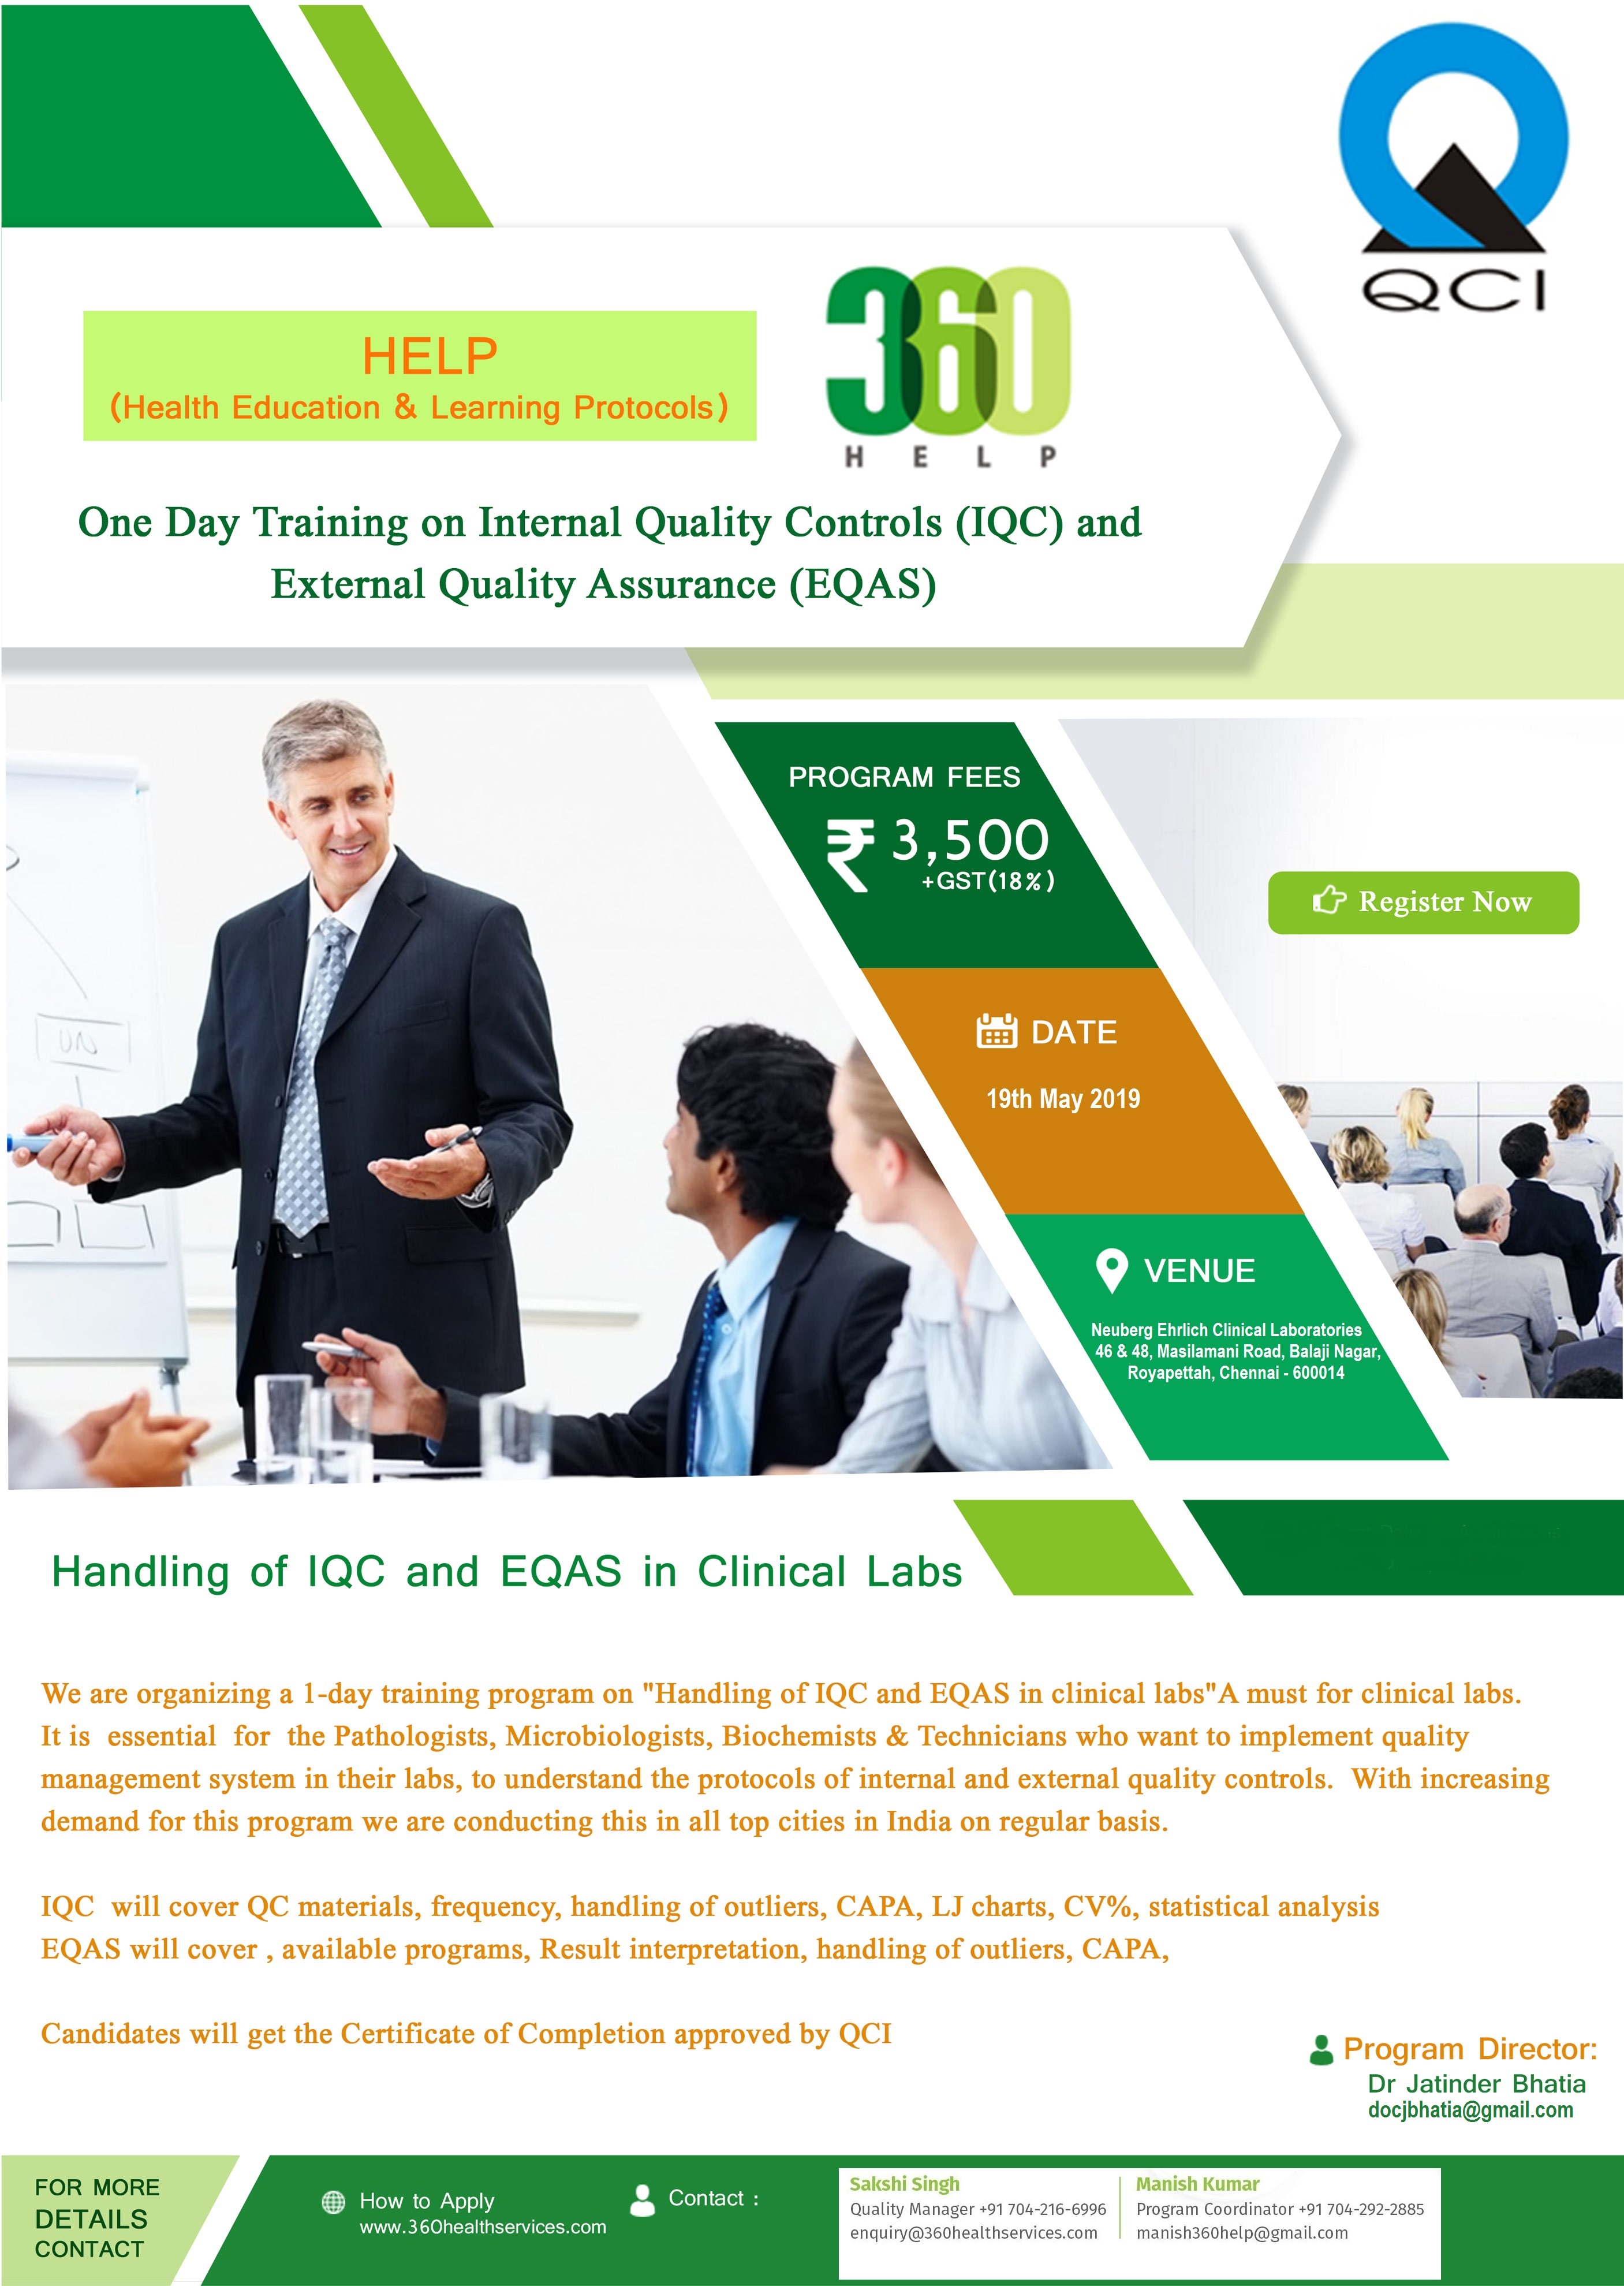 QCI
HELP
(Health Education & Learning Protocols)
360
HELP
One Day Training on Internal Quality Controls (IQC) and
External Quality Assurance (EQAS)
PROGRAM FEES
₹ 3,500
+GST(18%)
Register Now
DATE
19th May 2019
UN
VENUE
Neuberg Ehrlich Clinical Laboratories
46 & 48, Masilamani Road, Balaji Nagar,
Royapettah, Chennai - 600014
Handling of IQC and EQAS in Clinical Labs
We are organizing a 1-day training program on "Handling of IQC and EQAS in clinical labs"A must for clinical labs.
It is essential for the Pathologists, Microbiologists, Biochemists & Technicians who want to implement quality
management system in their labs, to understand the protocols of internal and external quality controls. With increasing
demand for this program we are conducting this in all top cities in India on regular basis.
IQC will cover QC materials, frequency, handling of outliers, CAPA, LJ charts, CV%, statistical analysis
EQAS will cover , available programs, Result interpretation, handling of outliers, CAPA,
Candidates will get the Certificate of Completion approved by QCI
Program Director:
Dr Jatinder Bhatia
docjbhatia@gmail.com
FOR MORE
DETAILS
CONTACT
How to Apply
www.360healthservices.com
Contact :
Sakshi Singh
Quality Manager +91 704-216-6996
enquiry@360healthservices.com
Manish Kumar
Program Coordinator +91 704-292-2885
manish360help@gmail.com